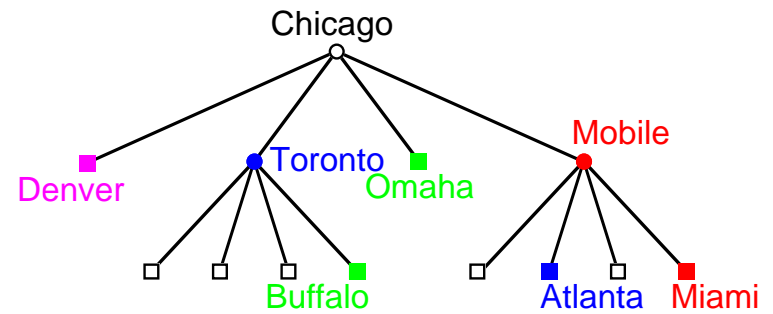 Chicago
Mobile
Toronto
Denver
Omaha
Buffalo
Atlanta
Miami